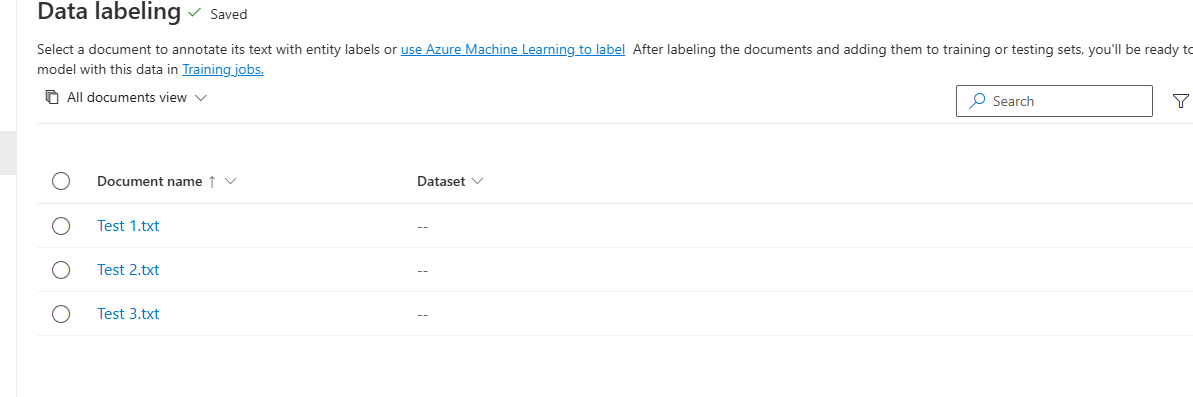 Data labeling Saved
Select a document to annotate its text with entity labels or use Azure Machine Learning to label After labeling the documents and adding them to training or testing sets, you'll be ready to
model with this data in Training jobs.
All documents view Search
Document name ↑ Dataset
Test 1.txt --
Test 2.txt --
Test 3.txt --